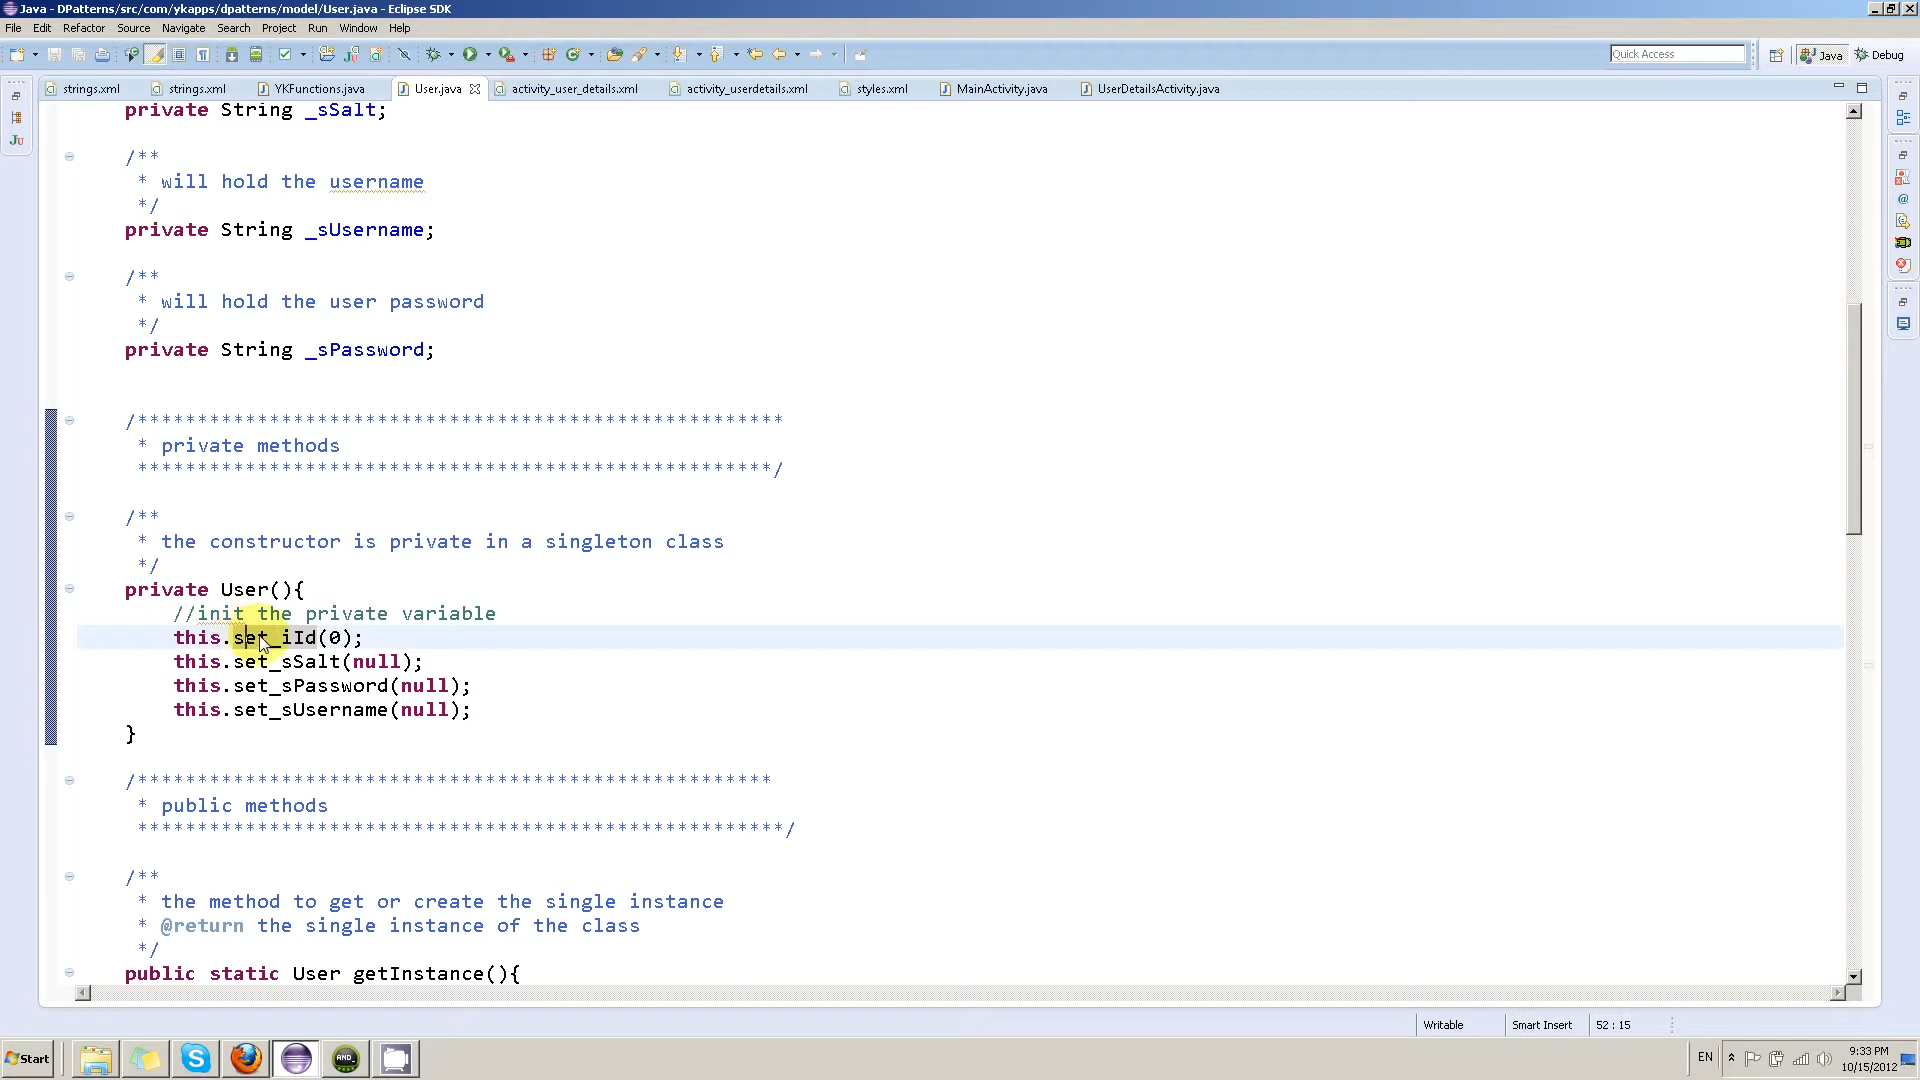 Java - DPatterns/src/com/ykapps/dpatterns/model/User.java - Eclipse SDK
File Edit Refactor Source Navigate Search Project Run Window Help
Quick Access
Java
Debug
strings.xml
strings.xml
YKFunctions.java
User.java
activity_user_details.xml
activity_userdetails.xml
styles.xml
MainActivity.java
UserDetailsActivity.java
private String _sSalt;
/**
* will hold the username
*/
private String _sUsername;
/**
* will hold the user password
*/
private String _sPassword;
/******************************************************
* private methods
*****************************************************/
/**
* the constructor is private in a singleton class
*/
private User(){
//init the private variable
this.set_iId(0);
this.set_sSalt(null);
this.set_sPassword(null);
this.set_sUsername(null);
}
/*****************************************************
* public methods
******************************************************/
/**
* the method to get or create the single instance
* @return the single instance of the class
*/
public static User getInstance(){
Writable
Smart Insert
52 : 15
Start
EN
9:33 PM
10/15/2012